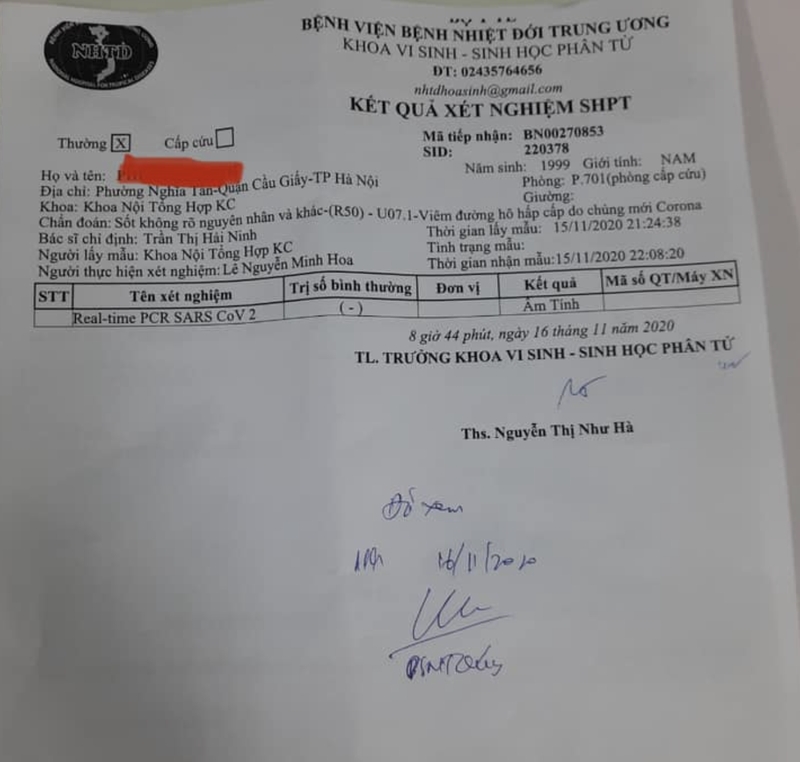 NHTD
BỆNH VIỆN BỆNH NHIỆT ĐỚI TRUNG ƯƠNG
KHOA VI SINH - SINH HỌC PHÂN TỬ
ĐT: 02435764656
nhtdhoasinh@gmail.com
KẾT QUẢ XÉT NGHIỆM SHPT
Thường X Cấp cứu
Mã tiếp nhận: BN00270853
SID: 220378
Họ và tên: Năm sinh: 1999 Giới tính: NAM
Địa chỉ: Phường Nghĩa Tân-Quận Cầu Giấy-TP Hà Nội Phòng: P.701(phòng cấp cứu)
Khoa: Khoa Nội Tổng Hợp KC Giường:
Chẩn đoán: Sốt không rõ nguyên nhân và khác-(R50) - U07.1-Viêm đường hô hấp cấp do chủng mới Corona
Bác sĩ chỉ định: Trần Thị Hải Ninh Thời gian lấy mẫu: 15/11/2020 21:24:38
Người lấy mẫu: Khoa Nội Tổng Hợp KC Tình trạng mẫu:
Người thực hiện xét nghiệm: Lê Nguyễn Minh Hoa Thời gian nhận mẫu:15/11/2020 22:08:20
STT Tên xét nghiệm Trị số bình thường Đơn vị Kết quả Mã số QT/Máy XN
Real-time PCR SARS CoV 2 ( - ) Âm Tính
8 giờ 44 phút, ngày 16 tháng 11 năm 2020
TL. TRƯỞNG KHOA VI SINH - SINH HỌC PHÂN TỬ
Ths. Nguyễn Thị Như Hà
Đã xem
16/11/2020